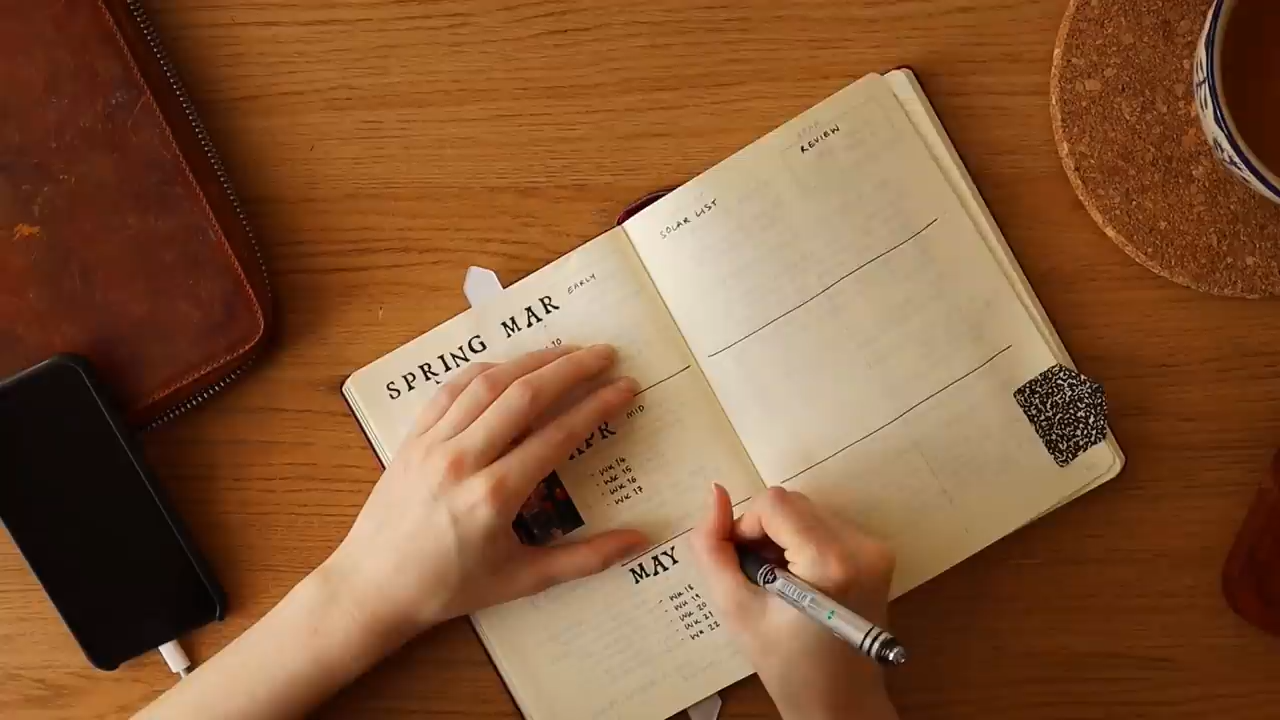 SPRING MAR EARLY
MID
- WK 14
- WK 15
- WK 16
- WK 17
MAY
- WK 18
- WK 19
- WK 20
- WK 21
- WK 22
REVIEW
SOLAR LIST